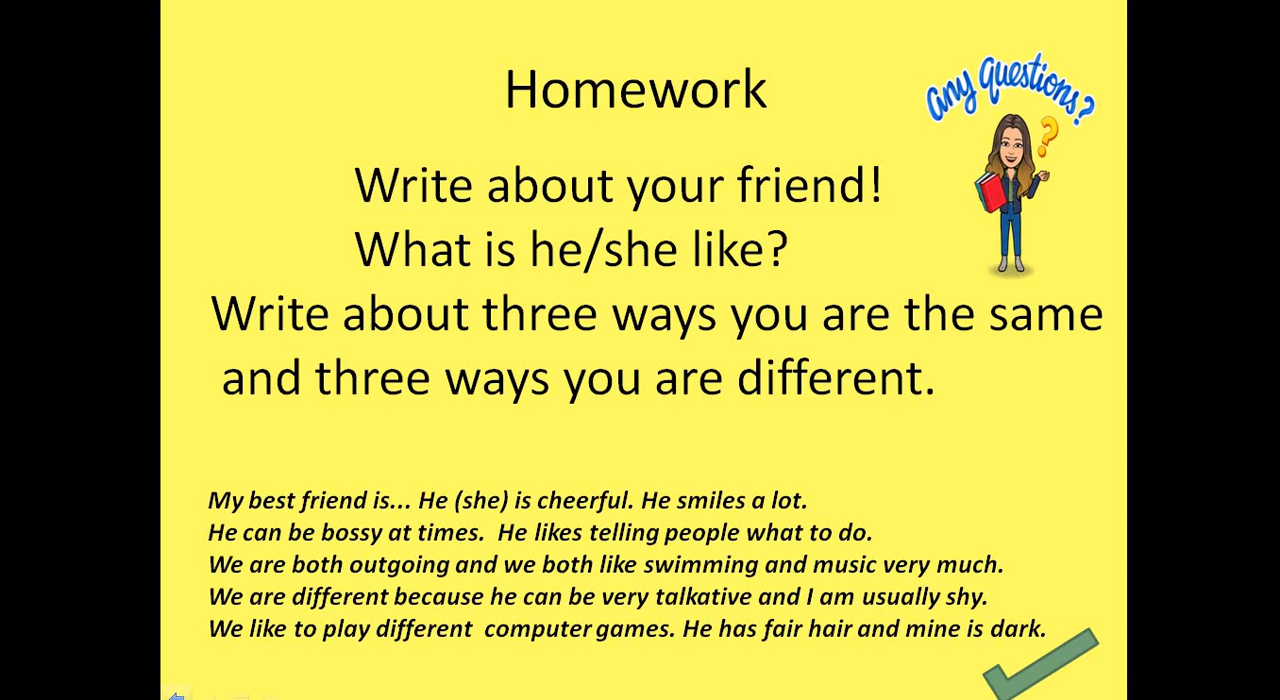 Homework
any questions?
Write about your friend!
What is he/she like?
Write about three ways you are the same
and three ways you are different.
My best friend is... He (she) is cheerful. He smiles a lot.
He can be bossy at times.  He likes telling people what to do.
We are both outgoing and we both like swimming and music very much.
We are different because he can be very talkative and I am usually shy.
We like to play different  computer games. He has fair hair and mine is dark.